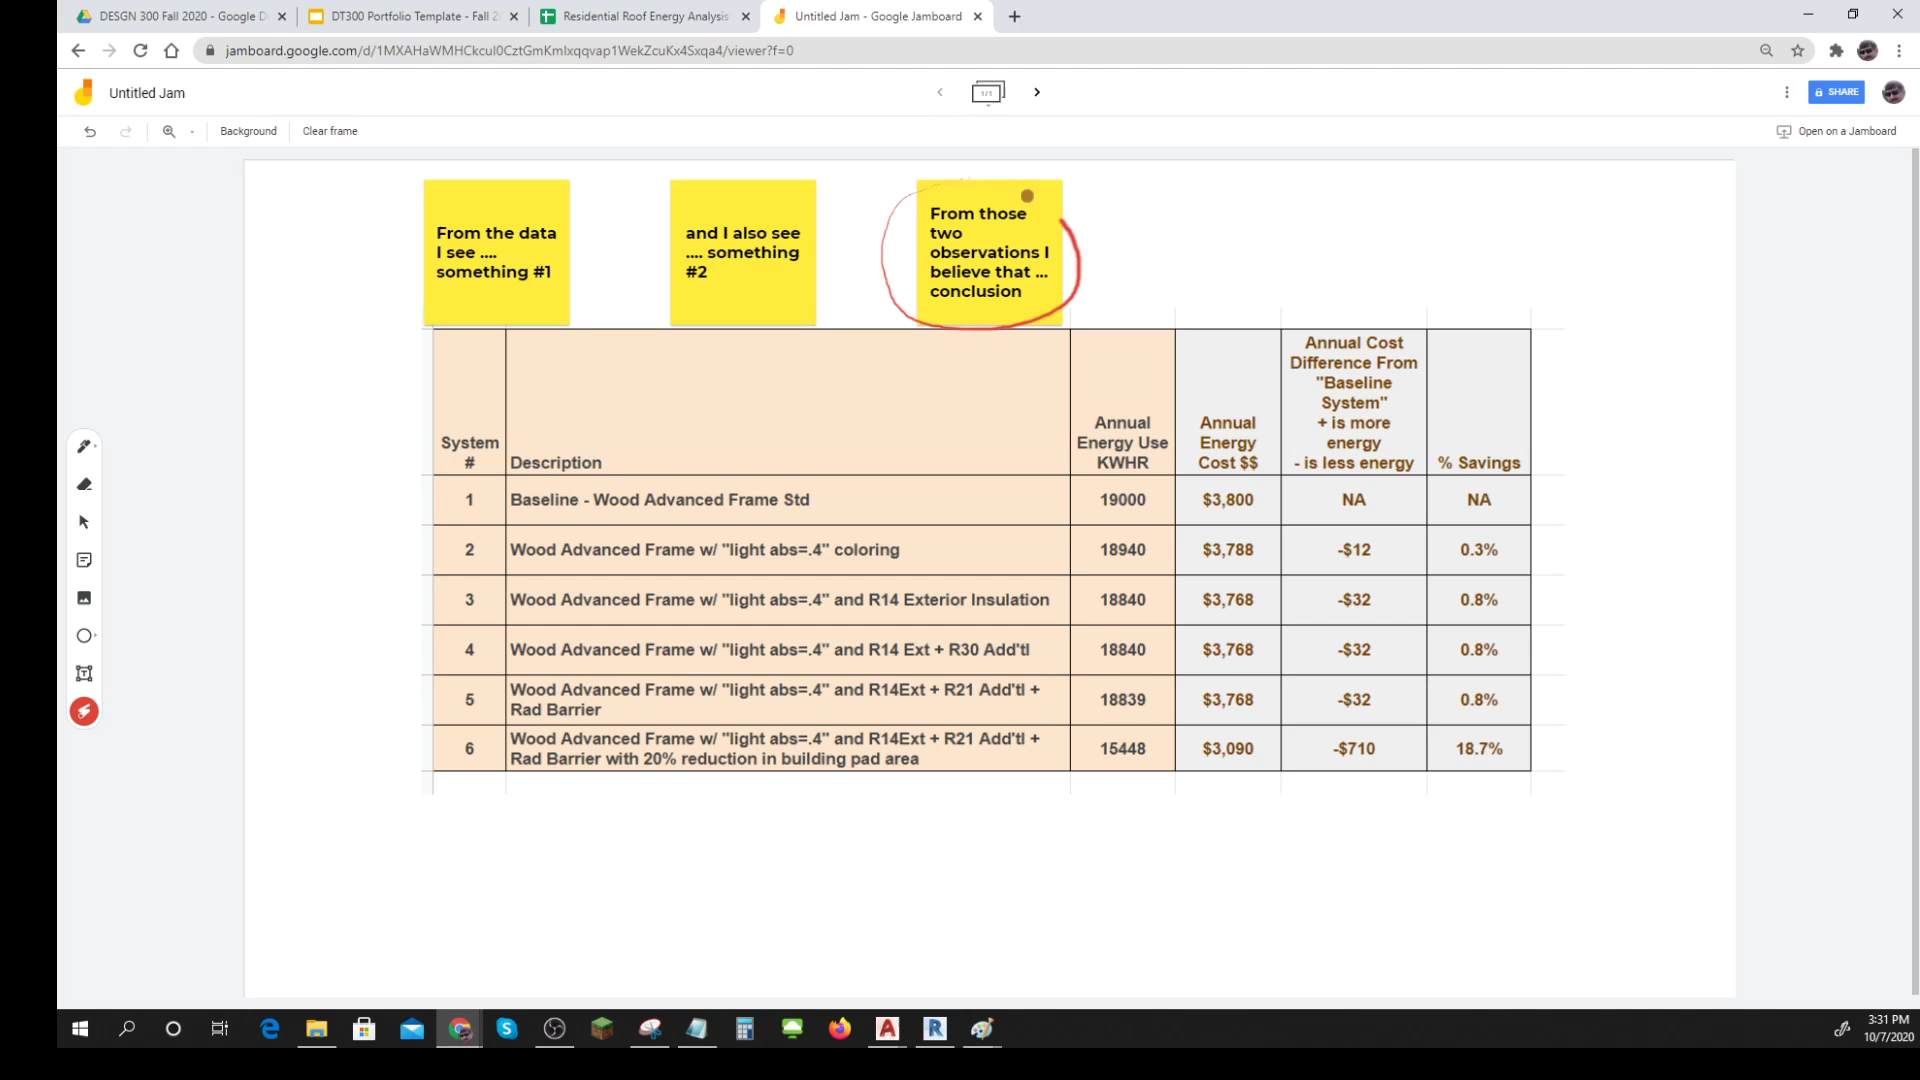 DESGN 300 Fall 2020 - Google D
DT300 Portfolio Template - Fall 2
Residential Roof Energy Analysis
Untitled Jam - Google Jamboard
jamboard.google.com/d/1MXAHaWMHCkcul0CztGmKmlxqqvap1WekZcuKx4Sxqa4/viewer?f=0
Untitled Jam
1/1
SHARE
Background
Clear frame
Open on a Jamboard
From the data
I see ....
something #1
and I also see
.... something
#2
From those
two
observations I
believe that ...
conclusion
System
#
Description
Annual
Energy Use
KWHR
Annual
Energy
Cost $$
Annual Cost
Difference From
"Baseline
System"
+ is more
energy
- is less energy
% Savings
1 Baseline - Wood Advanced Frame Std 19000 $3,800 NA NA
2 Wood Advanced Frame w/ "light abs=.4" coloring 18940 $3,788 -$12 0.3%
3 Wood Advanced Frame w/ "light abs=.4" and R14 Exterior Insulation 18840 $3,768 -$32 0.8%
4 Wood Advanced Frame w/ "light abs=.4" and R14 Ext + R30 Add'tl 18840 $3,768 -$32 0.8%
5 Wood Advanced Frame w/ "light abs=.4" and R14Ext + R21 Add'tl +
Rad Barrier 18839 $3,768 -$32 0.8%
6 Wood Advanced Frame w/ "light abs=.4" and R14Ext + R21 Add'tl +
Rad Barrier with 20% reduction in building pad area 15448 $3,090 -$710 18.7%
3:31 PM
10/7/2020